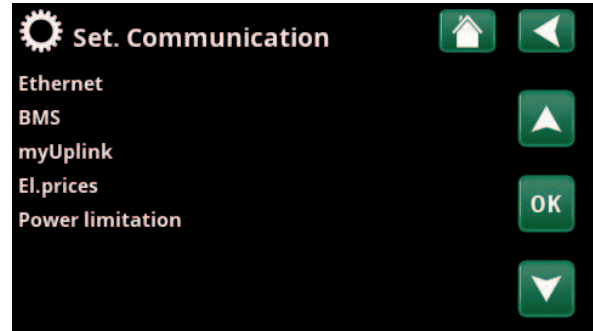 Set. Communication
Ethernet
BMS
myUplink
El.prices
OK
Power limitation